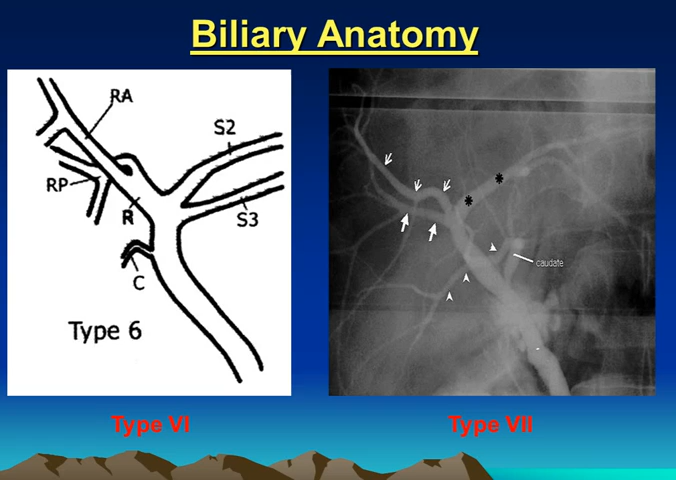 Biliary Anatomy
RA
S2
RP
R
S3
C
Type 6
caudate
Type VI
Type VII